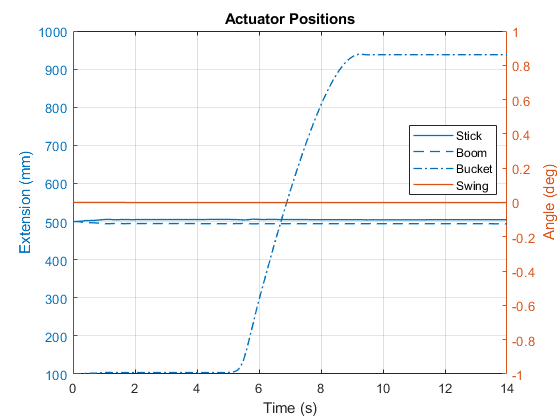 Actuator Positions
1000
900
800
700
600
500
400
300
200
100
Extension (mm)
1
0.8
0.6
0.4
0.2
0
-0.2
-0.4
-0.6
-0.8
-1
Angle (deg)
Stick
Boom
Bucket
Swing
0 2 4 6 8 10 12 14
Time (s)